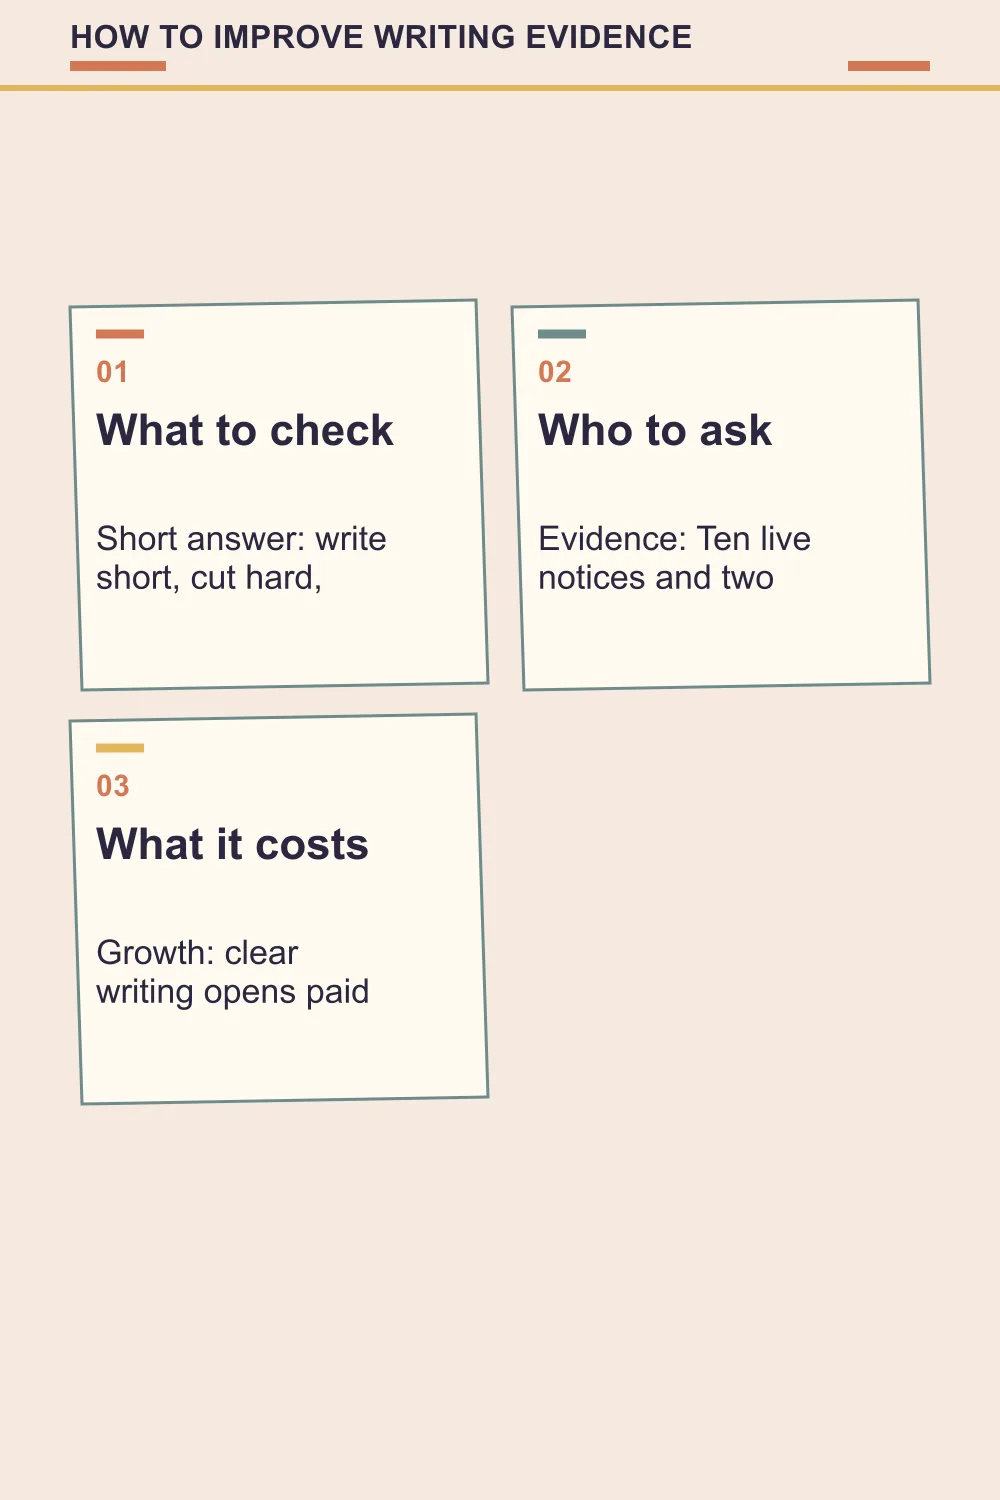 HOW TO IMPROVE WRITING EVIDENCE
01
What to check
Short answer: write
short, cut hard,
02
Who to ask
Evidence: Ten live
notices and two
03
What it costs
Growth: clear
writing opens paid